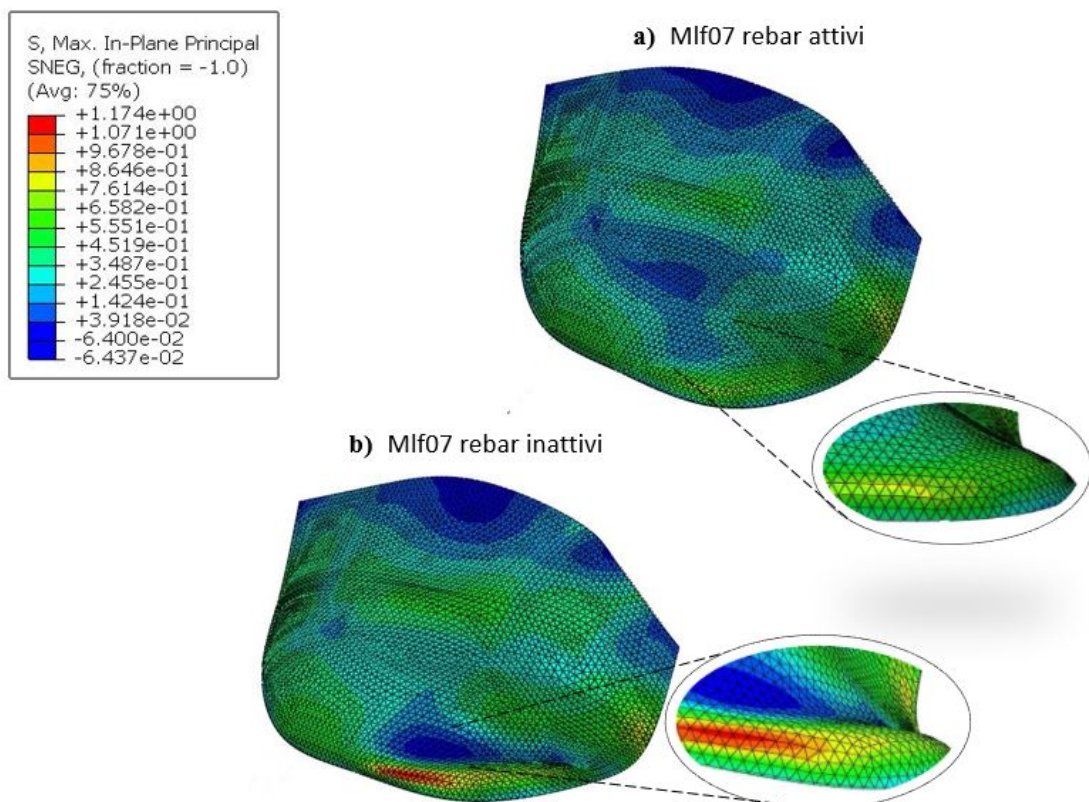 S, Max. In-Plane Principal
SNEG, (fraction = -1.0)
(Avg: 75%)
+1.174e+00
+1.071e+00
+9.678e-01
+8.646e-01
+7.614e-01
+6.582e-01
+5.551e-01
+4.519e-01
+3.487e-01
+2.455e-01
+1.424e-01
+3.918e-02
-6.400e-02
-6.437e-02
a) Mlf07 rebar attivi
b) Mlf07 rebar inattivi